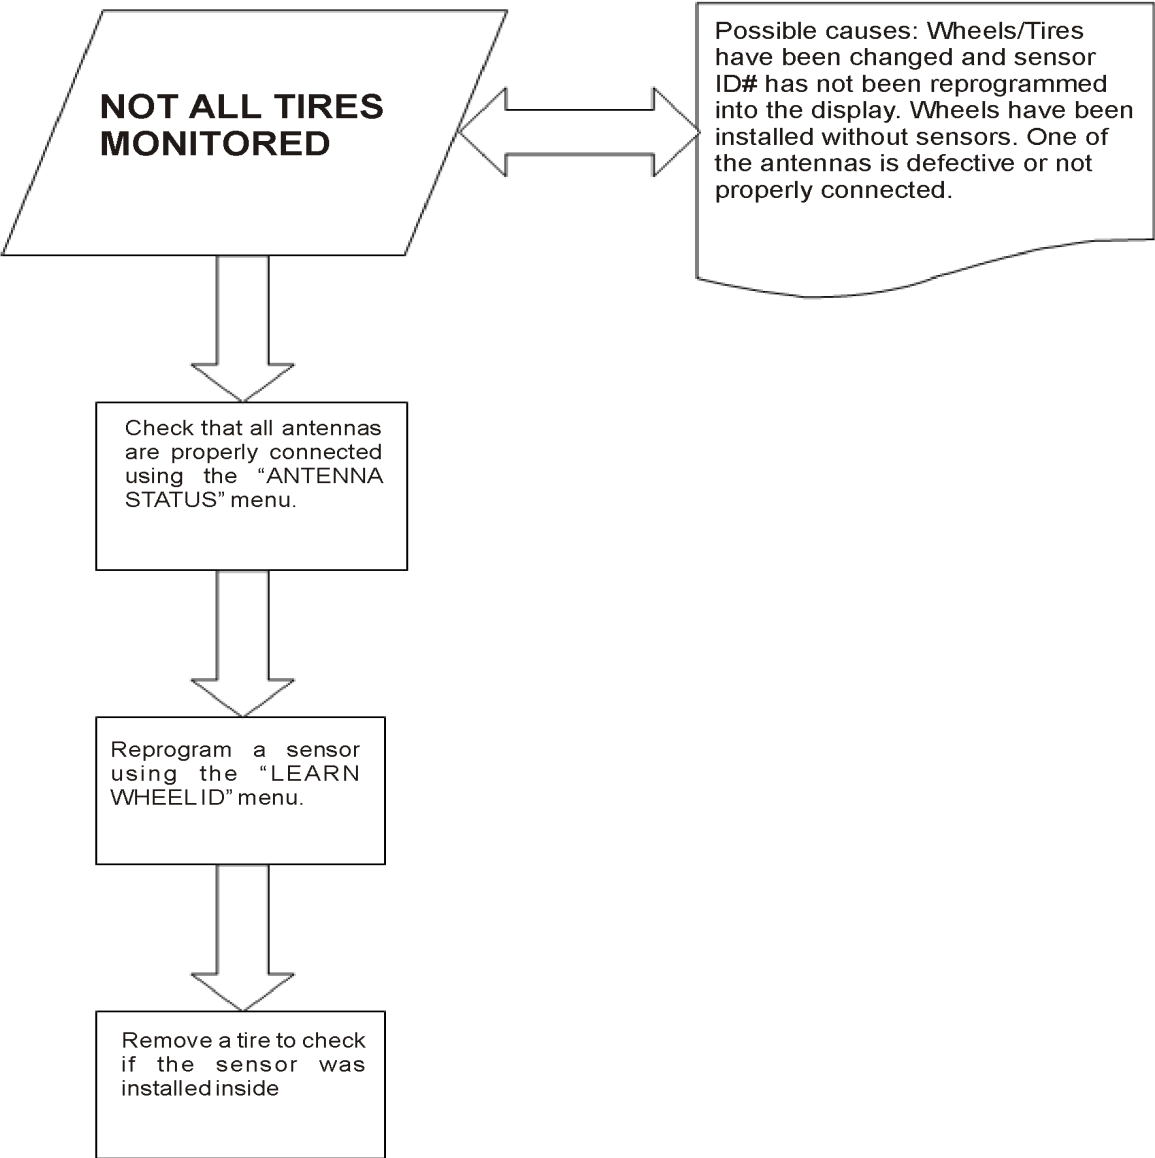 NOT ALL TIRES
MONITORED
Possible causes: Wheels/Tires
have been changed and sensor
ID# has not been reprogrammed
into the display. Wheels have been
installed without sensors. One of
the antennas is defective or not
properly connected.
Check that all antennas
are properly connected
using the “ANTENNA
STATUS” menu.
Reprogram a sensor
using the “LEARN
WHEEL ID” menu.
Remove a tire to check
if the sensor was
installed inside